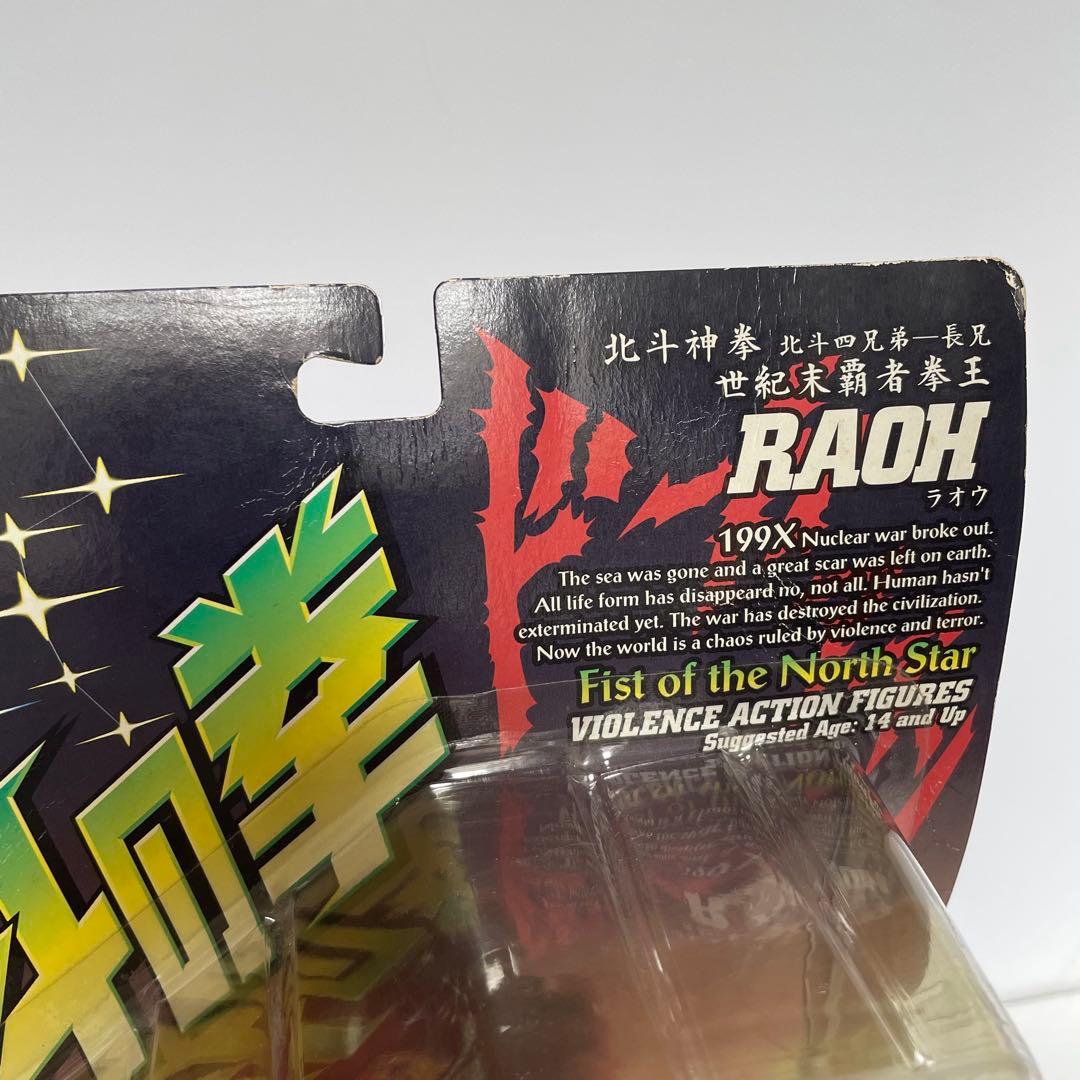 北斗神拳 北斗四兄弟—長兄
世紀末覇者拳王
RAOH
ラオウ
199X Nuclear war broke out.
The sea was gone and a great scar was left on earth.
All life form has disappeard no, not all. Human hasn't
exterminated yet. The war has destroyed the civilization.
Now the world is a chaos ruled by violence and terror.
Fist of the North Star
VIOLENCE ACTION FIGURES
Suggested Age: 14 and Up
の拳